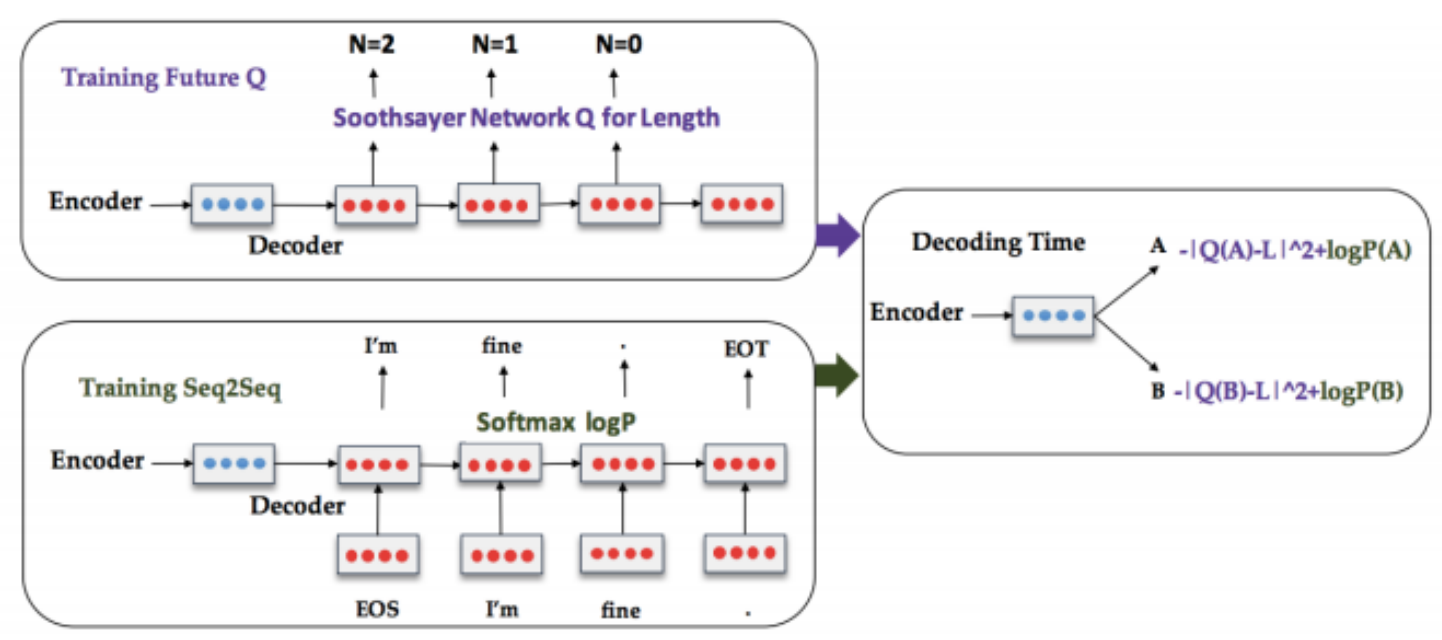 N=2 N=1 N=0
Training Future Q
Soothsayer Network Q for Length
Encoder
Decoder
I'm fine . EOT
Training Seq2Seq
Softmax logP
Encoder
Decoder
EOS I'm fine .
Decoding Time
A -|Q(A)-L|^2+logP(A)
Encoder
B -|Q(B)-L|^2+logP(B)